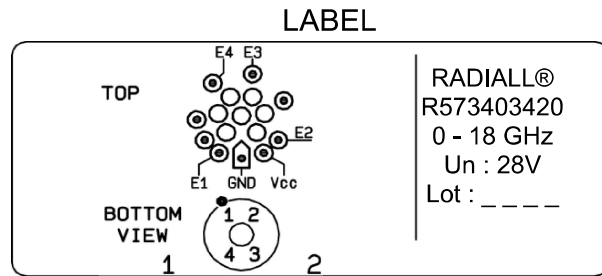 LABEL
E4 E3
TOP
E2
E1 GND Vcc
BOTTOM
VIEW
1 2
4 3
1 2
RADIALL®
R573403420
0 - 18 GHz
Un : 28V
Lot : _ _ _ _